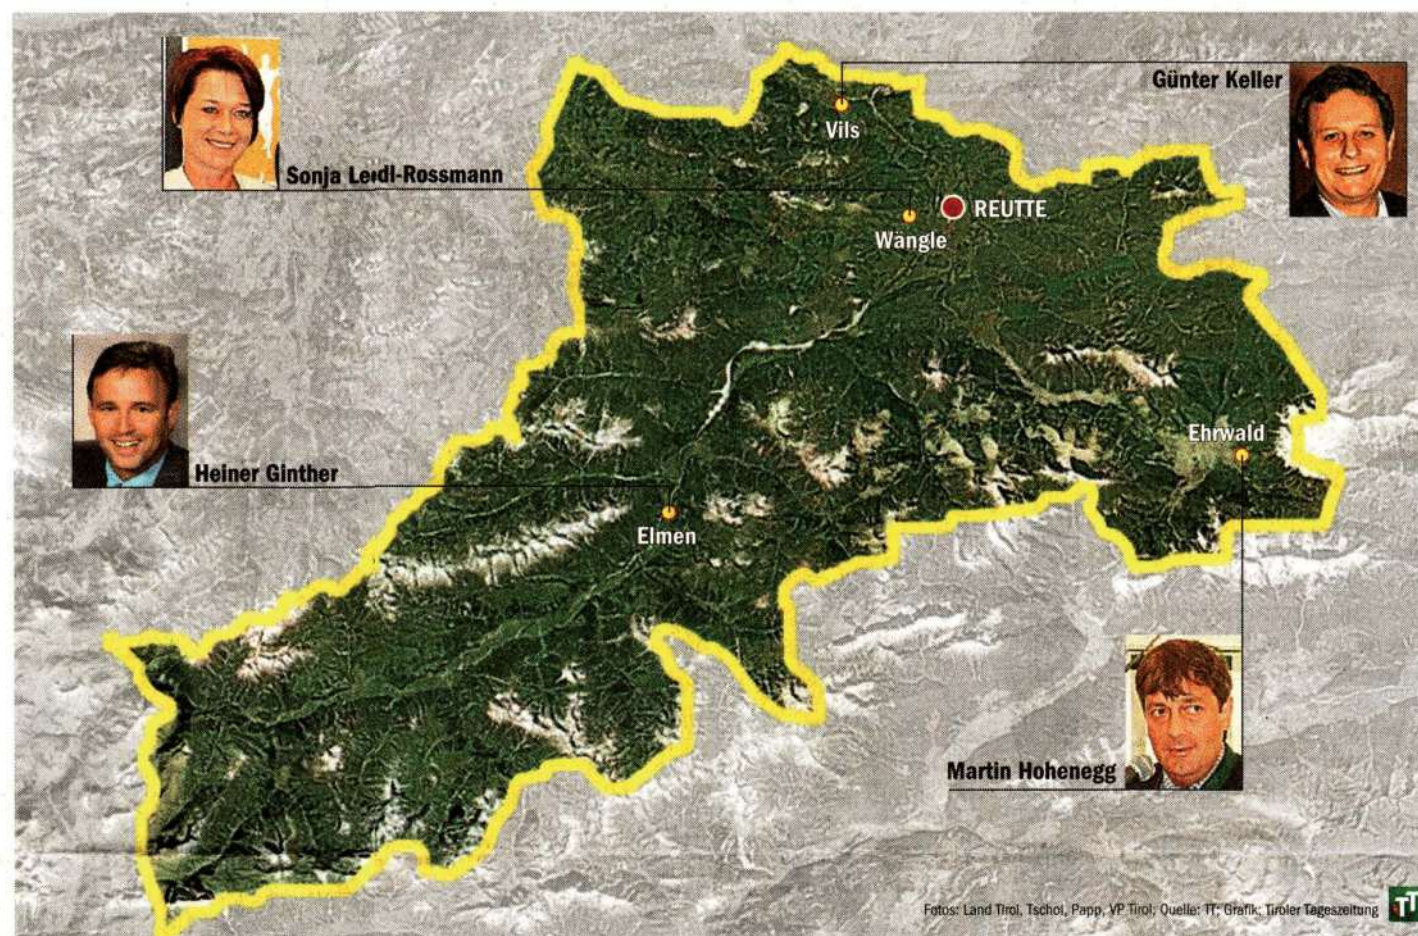 Günter Keller
Vils
Sonja Leidl-Rossmann
REUTTE
Wängle
Ehrwald
Heiner Ginther
Elmen
Martin Hohenegg
Fotos: Land Tirol, Tschol, Papp, VP Tirol; Quelle: TT; Grafik: Tiroler Tageszeitung
TT